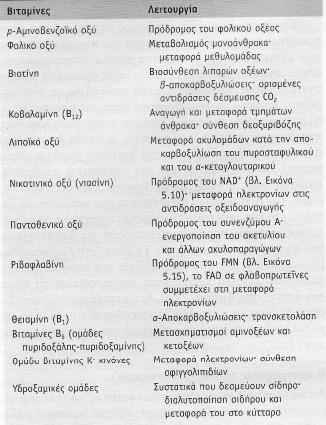 Βιταμίνες Λειτουργία
p-Αμινοβενζοϊκό οξύ Πρόδρομος του φολικού οξέος
Φολικό οξύ Μεταβολισμός μονοάνθρακα·
μεταφορά μεθυλομάδας
Βιοτίνη Βιοσύνθεση λιπαρών οξέων·
β-αποκαρβοξυλιώσεις· ορισμένες
αντιδράσεις δέσμευσης CO₂
Κοβαλαμίνη (B₁₂) Αναγωγή και μεταφορά τμημάτων
άνθρακα· σύνθεση δεοξυριβόζης
Λιποϊκό οξύ Μεταφορά ακυλομάδων κατά την απο-
καρβοξυλίωση του πυροσταφυλικού
και του α-κετογλουταρικού
Νικοτινικό οξύ (νιασίνη) Πρόδρομος του NAD⁺ (βλ. Εικόνα
5.10)· μεταφορά ηλεκτρονίων στις
αντιδράσεις οξειδοαναγωγής
Παντοθενικό οξύ Πρόδρομος του συνενζύμου Α·
ενεργοποίηση του ακετυλίου
και άλλων ακυλοπαραγώγων
Ριβοφλαβίνη Πρόδρομος του FMN (βλ. Εικόνα
5.15), το FAD σε φλαβοπρωτεΐνες
συμμετέχει στη μεταφορά
ηλεκτρονίων
Θειαμίνη (B₁) α-Αποκαρβοξυλιώσεις· τρανσκετολάση
Βιταμίνες B₆ (ομάδες Μετασχηματισμοί αμινοξέων και
πυριδοξάλης-πυριδοξαμίνης) κετοξέων
Ομάδα βιταμίνης Κ· κινόνες Μεταφορά ηλεκτρονίων· σύνθεση
σφιγγολιπιδίων
Υδροξαμικές ομάδες Συστατικά που δεσμεύουν σίδηρο·
διαλυτοποίηση σιδήρου και
μεταφορά του στο κύτταρο